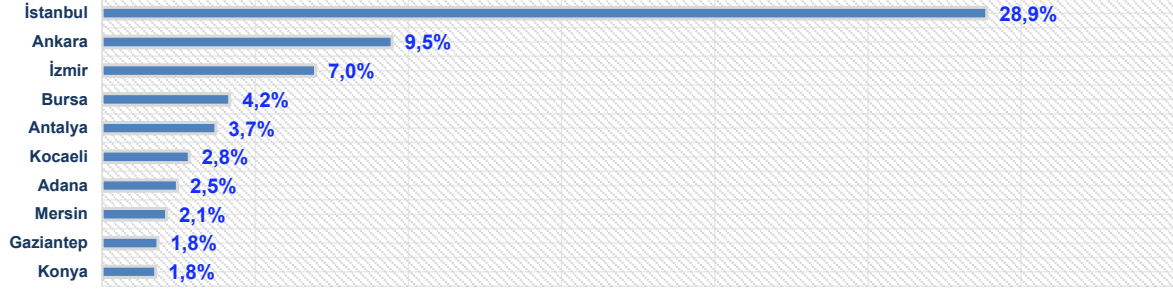 İstanbul 28,9%
Ankara 9,5%
İzmir 7,0%
Bursa 4,2%
Antalya 3,7%
Kocaeli 2,8%
Adana 2,5%
Mersin 2,1%
Gaziantep 1,8%
Konya 1,8%